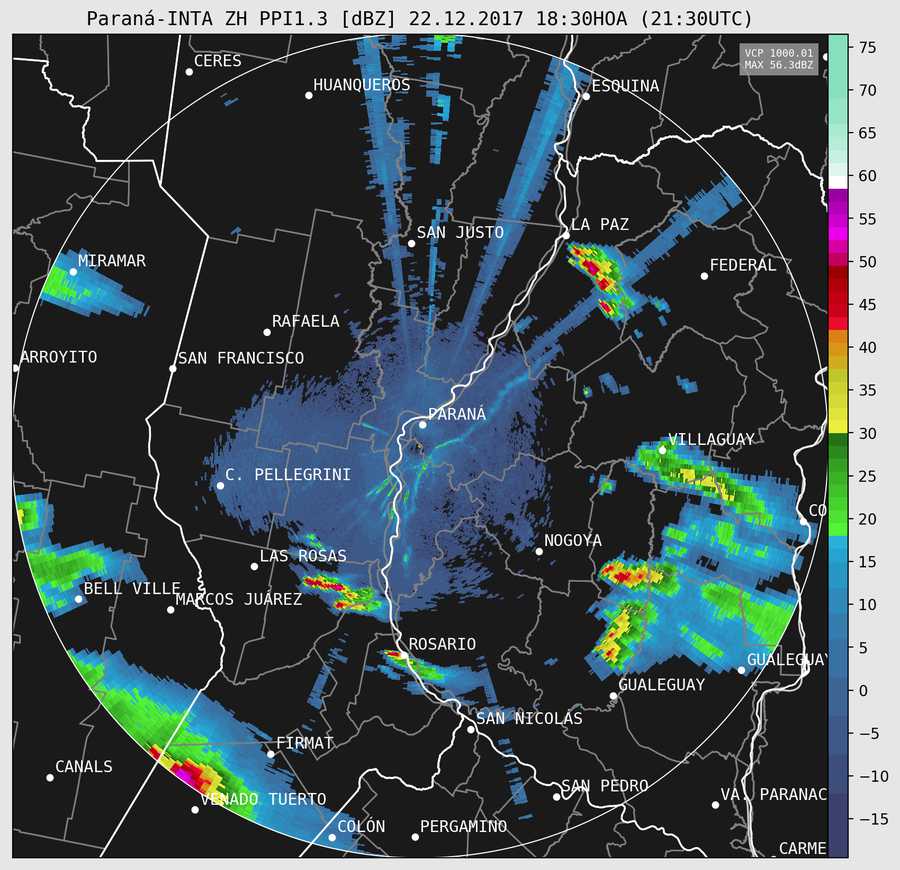 Paraná-INTA ZH PPI1.3 [dBZ] 22.12.2017 18:30HOA (21:30UTC)
VCP 1000.01
MAX 56.3dBZ
CERES
HUANQUEROS
ESQUINA
LA PAZ
SAN JUSTO
MIRAMAR
FEDERAL
RAFAELA
ARROYITO
SAN FRANCISCO
PARANÁ
VILLAGUAY
C. PELLEGRINI
CO
NOGOYA
LAS ROSAS
BELL VILLE
MARCOS JUÁREZ
ROSARIO
GUALEGUAY
GUALEGUAY
SAN NICOLÁS
FIRMAT
CANALS
SAN PEDRO
VENADO TUERTO
VA. PARANAC
COLÓN
PERGAMINO
CARME
75
70
65
60
55
50
45
40
35
30
25
20
15
10
5
0
−5
−10
−15